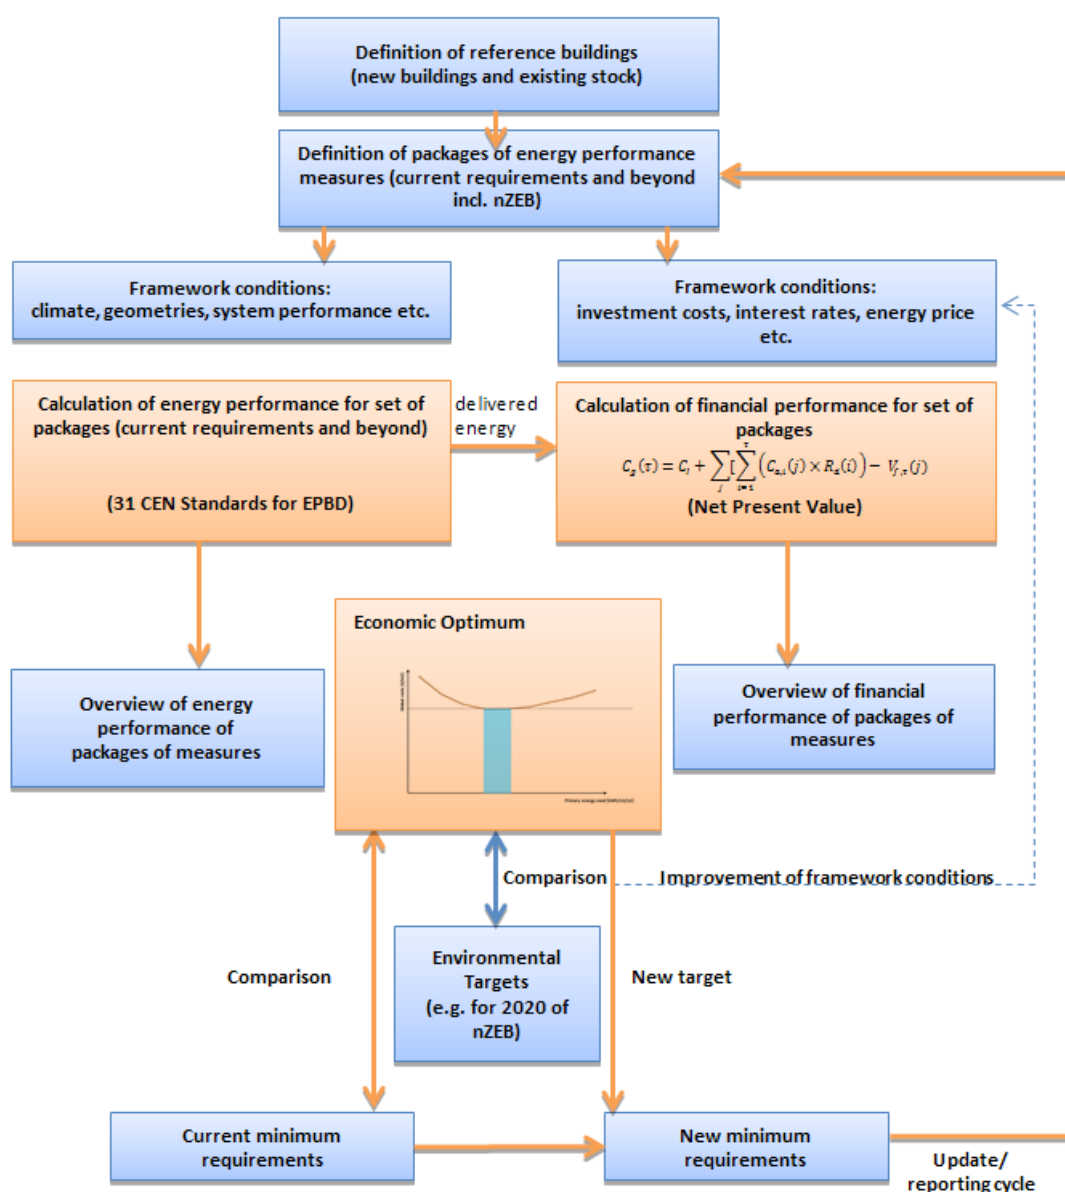 Definition of reference buildings
(new buildings and existing stock)
Definition of packages of energy performance
measures (current requirements and beyond
incl. nZEB)
Framework conditions:
climate, geometries, system performance etc.
Framework conditions:
investment costs, interest rates, energy price
etc.
Calculation of energy performance for set of
packages (current requirements and beyond)
(31 CEN Standards for EPBD)
delivered
energy
Calculation of financial performance for set of
packages
(Net Present Value)
Economic Optimum
Overview of energy
performance of
packages of measures
Overview of financial
performance of packages of
measures
Comparison
Improvement of framework conditions
Environmental
Targets
(e.g. for 2020 of
nZEB)
Comparison
New target
Current minimum
requirements
New minimum
requirements
Update/
reporting cycle